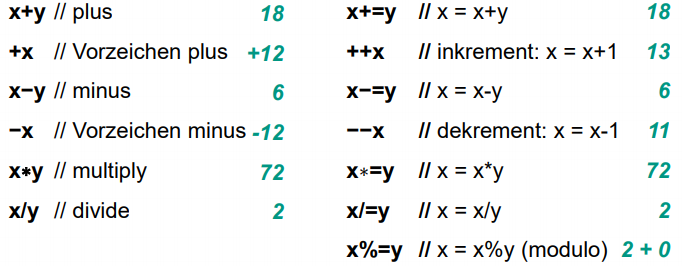 x+y // plus 18
+x // Vorzeichen plus +12
x−y // minus 6
−x // Vorzeichen minus -12
x*y // multiply 72
x/y // divide 2
x+=y // x = x+y 18
++x // inkrement: x = x+1 13
x−=y // x = x-y 6
−−x // dekrement: x = x-1 11
x*=y // x = x*y 72
x/=y // x = x/y 2
x%=y // x = x%y (modulo) 2 + 0